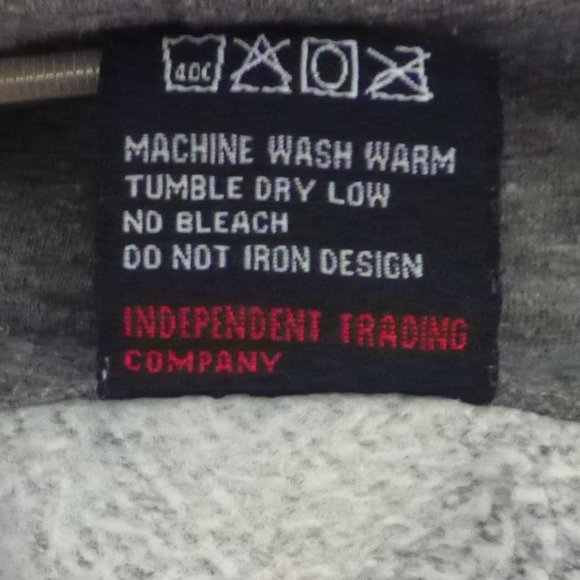 40C
MACHINE WASH WARM
TUMBLE DRY LOW
NO BLEACH
DO NOT IRON DESIGN
INDEPENDENT TRADING
COMPANY